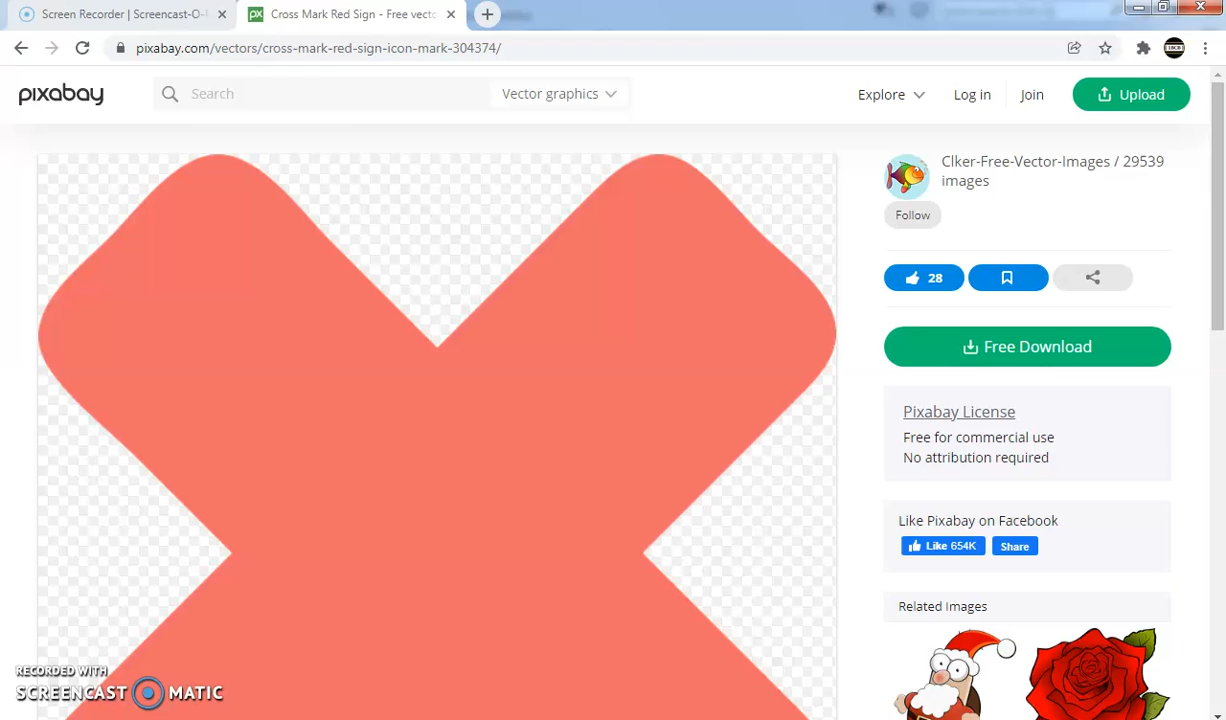 Screen Recorder | Screencast-O-
Cross Mark Red Sign - Free vecto
pixabay.com/vectors/cross-mark-red-sign-icon-mark-304374/
pixabay
Search
Vector graphics
Explore
Log in
Join
Upload
Clker-Free-Vector-Images / 29539
images
Follow
28
Free Download
Pixabay License
Free for commercial use
No attribution required
Like Pixabay on Facebook
Like 654K
Share
Related Images
RECORDED WITH
SCREENCAST MATIC